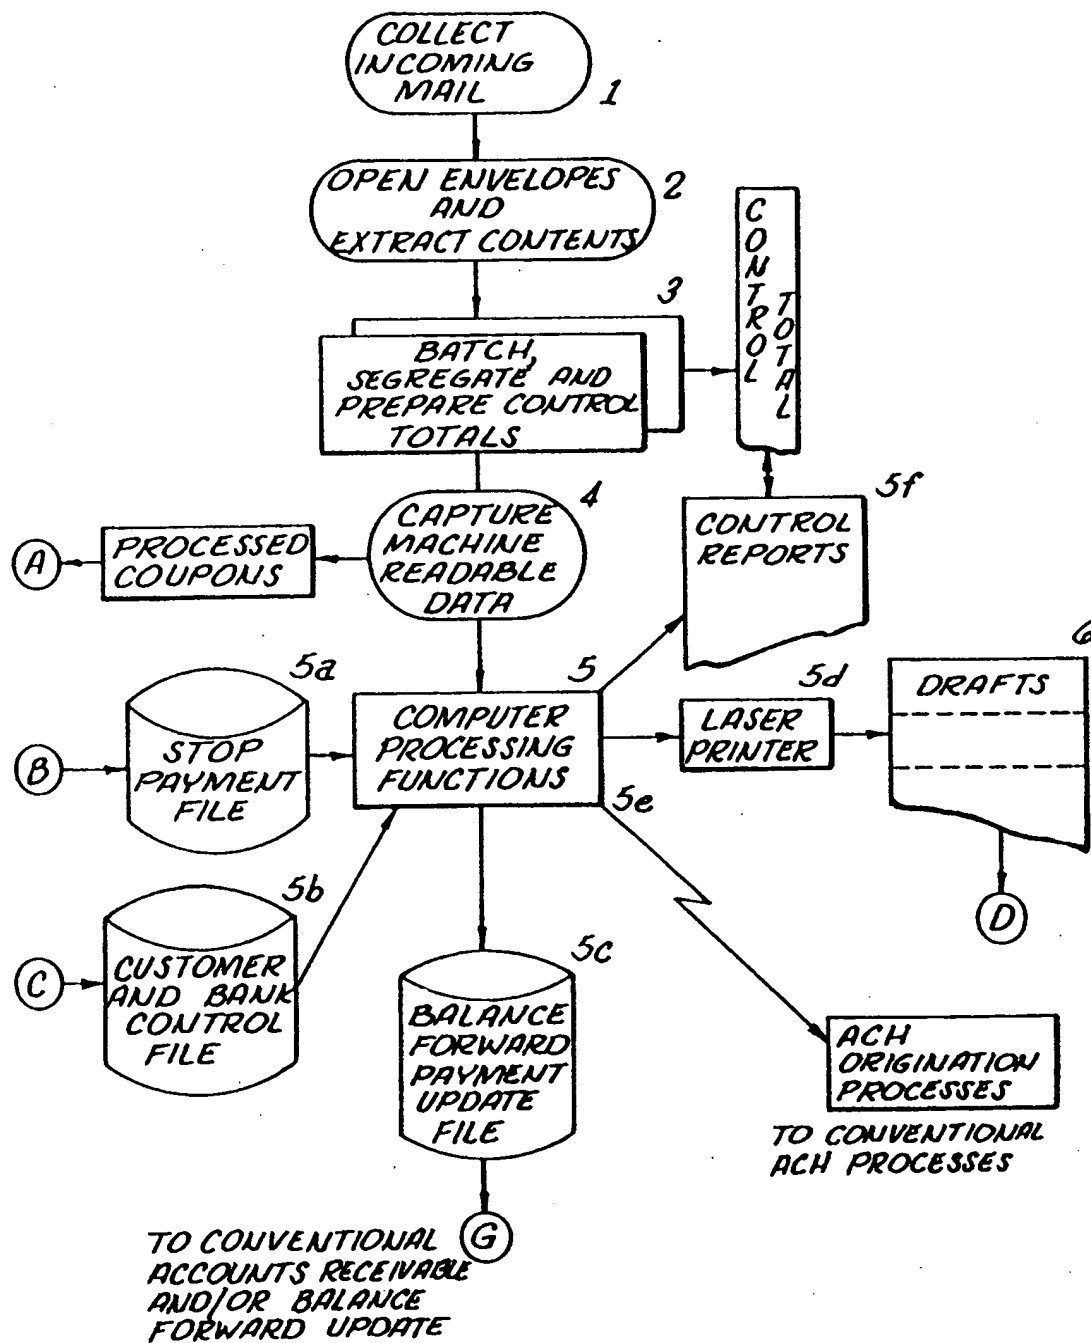 COLLECT
INCOMING
MAIL
1
OPEN ENVELOPES
AND
EXTRACT CONTENTS
2
3
BATCH,
SEGREGATE, AND
PREPARE CONTROL
TOTALS
CONTROL
TOTAL
4
CAPTURE
MACHINE
READABLE
DATA
PROCESSED
COUPONS
A
5f
CONTROL
REPORTS
5a
STOP
PAYMENT
FILE
B
5
COMPUTER
PROCESSING
FUNCTIONS
5d
LASER
PRINTER
6
DRAFTS
D
5e
5b
CUSTOMER
AND BANK
CONTROL
FILE
C
5c
BALANCE
FORWARD
PAYMENT
UPDATE
FILE
ACH
ORIGINATION
PROCESSES
TO CONVENTIONAL
ACH PROCESSES
G
TO CONVENTIONAL
ACCOUNTS RECEIVABLE
AND/OR BALANCE
FORWARD UPDATE